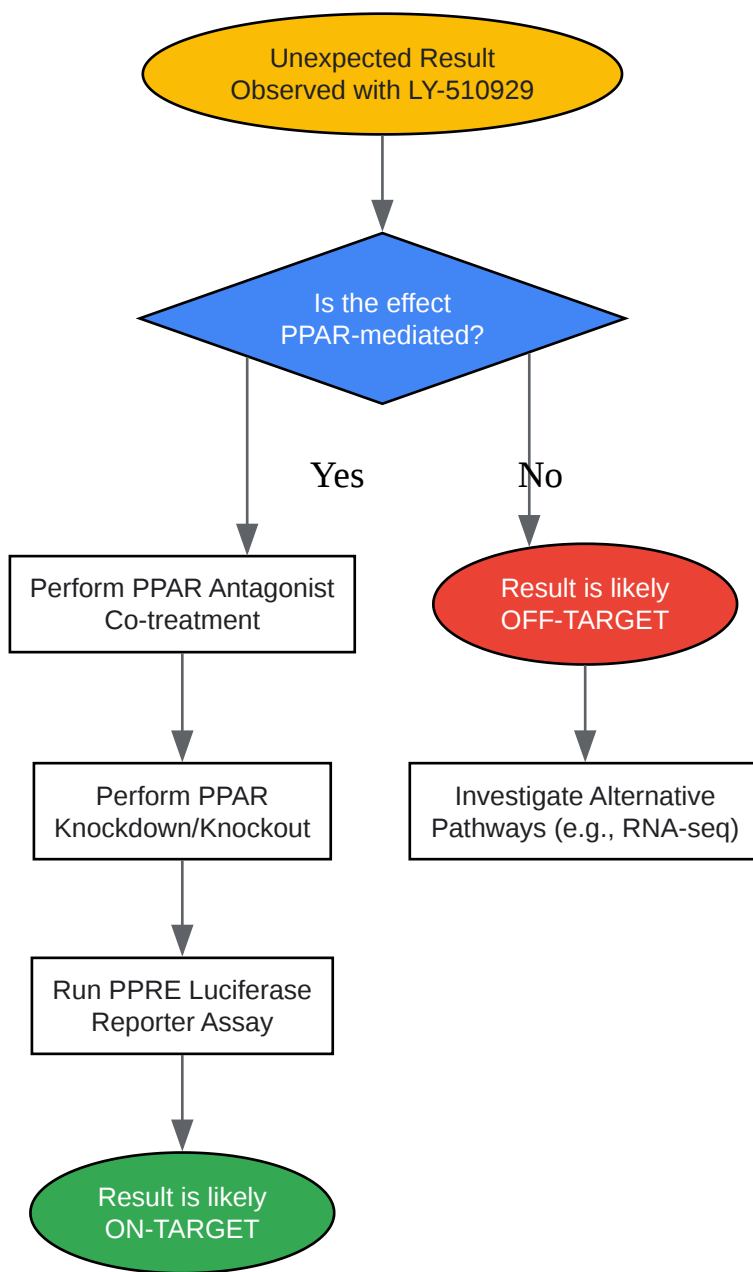 Unexpected Result
Observed with LY-510929
Is the effect
PPAR-mediated?
Yes
No
Perform PPAR Antagonist
Co-treatment
Result is likely
OFF-TARGET
Perform PPAR
Knockdown/Knockout
Investigate Alternative
Pathways (e.g., RNA-seq)
Run PPRE Luciferase
Reporter Assay
Result is likely
ON-TARGET